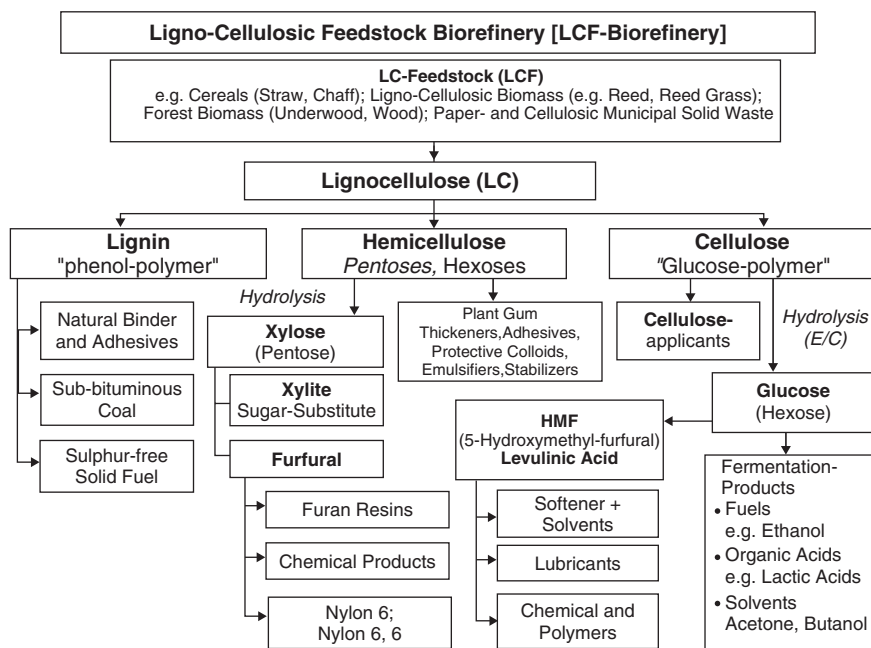 Ligno-Cellulosic Feedstock Biorefinery [LCF-Biorefinery]
LC-Feedstock (LCF)
e.g. Cereals (Straw, Chaff); Ligno-Cellulosic Biomass (e.g. Reed, Reed Grass);
Forest Biomass (Underwood, Wood); Paper- and Cellulosic Municipal Solid Waste
Lignocellulose (LC)
Lignin
"phenol-polymer"
Natural Binder
and Adhesives
Sub-bituminous
Coal
Sulphur-free
Solid Fuel
Hemicellulose
Pentoses, Hexoses
Hydrolysis
Xylose
(Pentose)
Xylite
Sugar-Substitute
Furfural
Furan Resins
Chemical Products
Nylon 6;
Nylon 6, 6
Plant Gum
Thickeners,Adhesives,
Protective Colloids,
Emulsifiers,Stabilizers
Cellulose
"Glucose-polymer"
Cellulose-
applicants
Hydrolysis
(E/C)
Glucose
(Hexose)
HMF
(5-Hydroxymethyl-furfural)
Levulinic Acid
Softener +
Solvents
Lubricants
Chemical and
Polymers
Fermentation-
Products
• Fuels
e.g. Ethanol
• Organic Acids
e.g. Lactic Acids
• Solvents
Acetone, Butanol